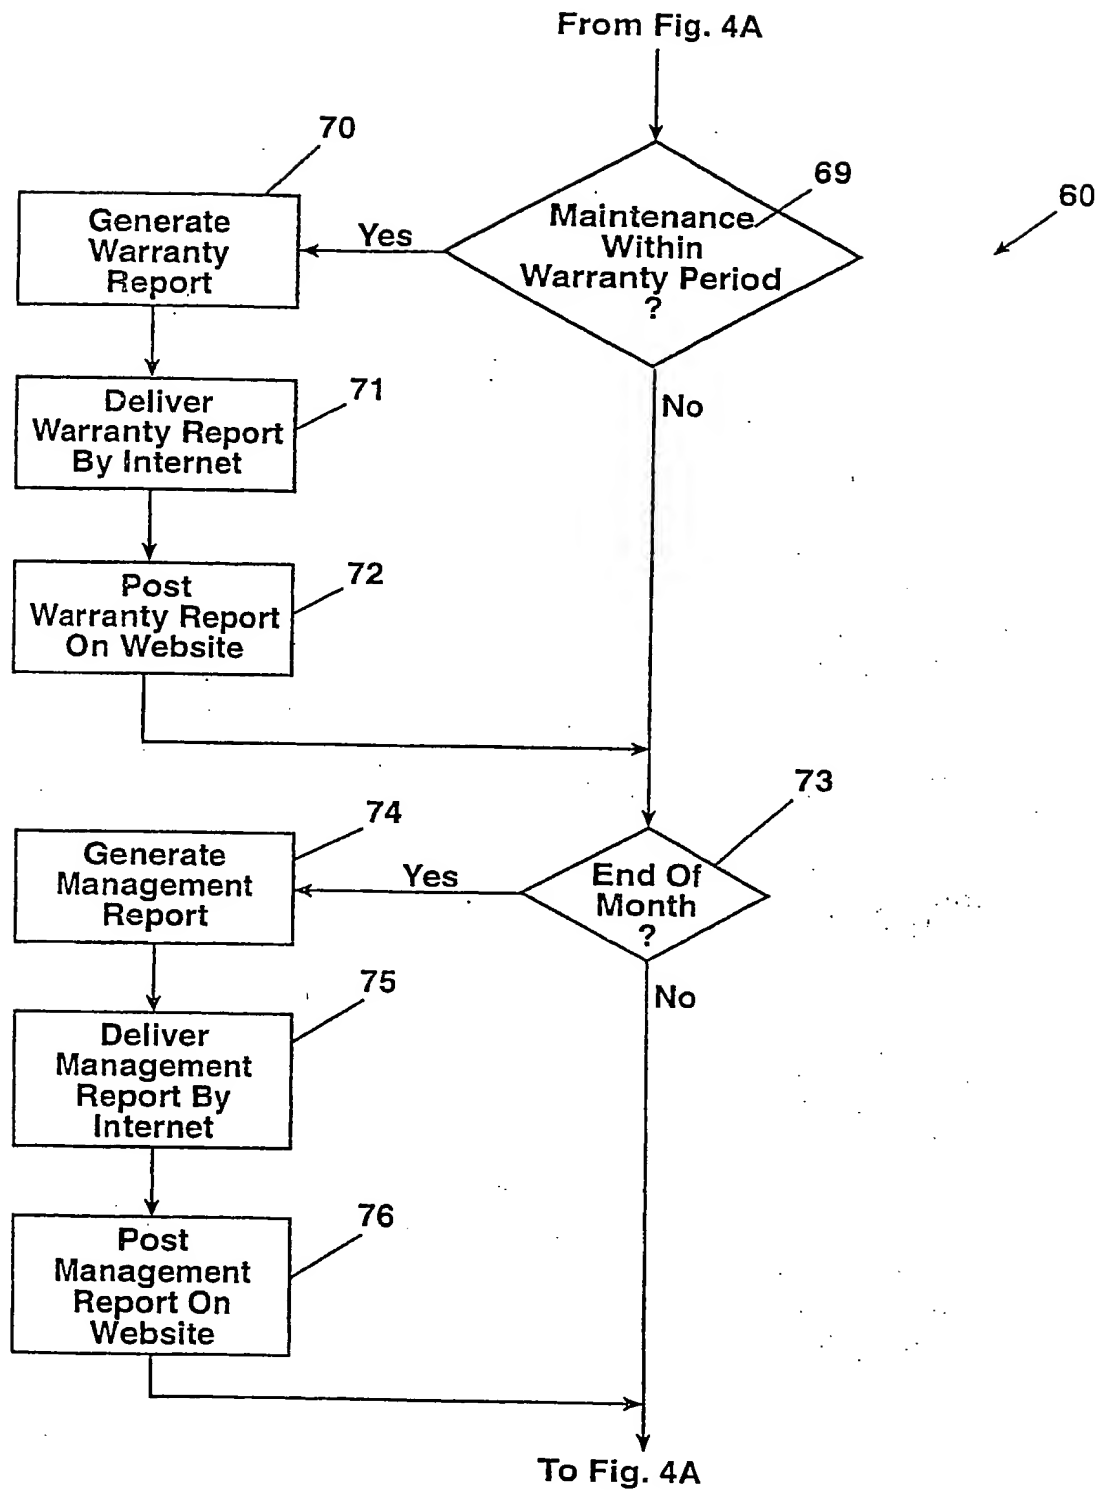 From Fig. 4A
70
69
60
Generate
Warranty
Report
Yes
Maintenance
Within
Warranty Period
?
71
Deliver
Warranty Report
By Internet
No
72
Post
Warranty Report
On Website
73
74
Generate
Management
Report
Yes
End Of
Month
?
75
No
Deliver
Management
Report By
Internet
76
Post
Management
Report On
Website
To Fig. 4A